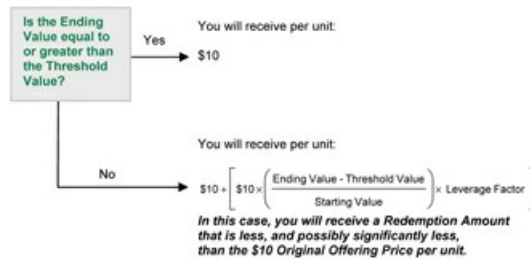 Is the Ending
Value equal to
or greater than
the Threshold
Value?
Yes
You will receive per unit:
$10
No
You will receive per unit:
$10 + [ $10 × ( Ending Value - Threshold Value / Starting Value ) × Leverage Factor
In this case, you will receive a Redemption Amount
that is less, and possibly significantly less,
than the $10 Original Offering Price per unit.